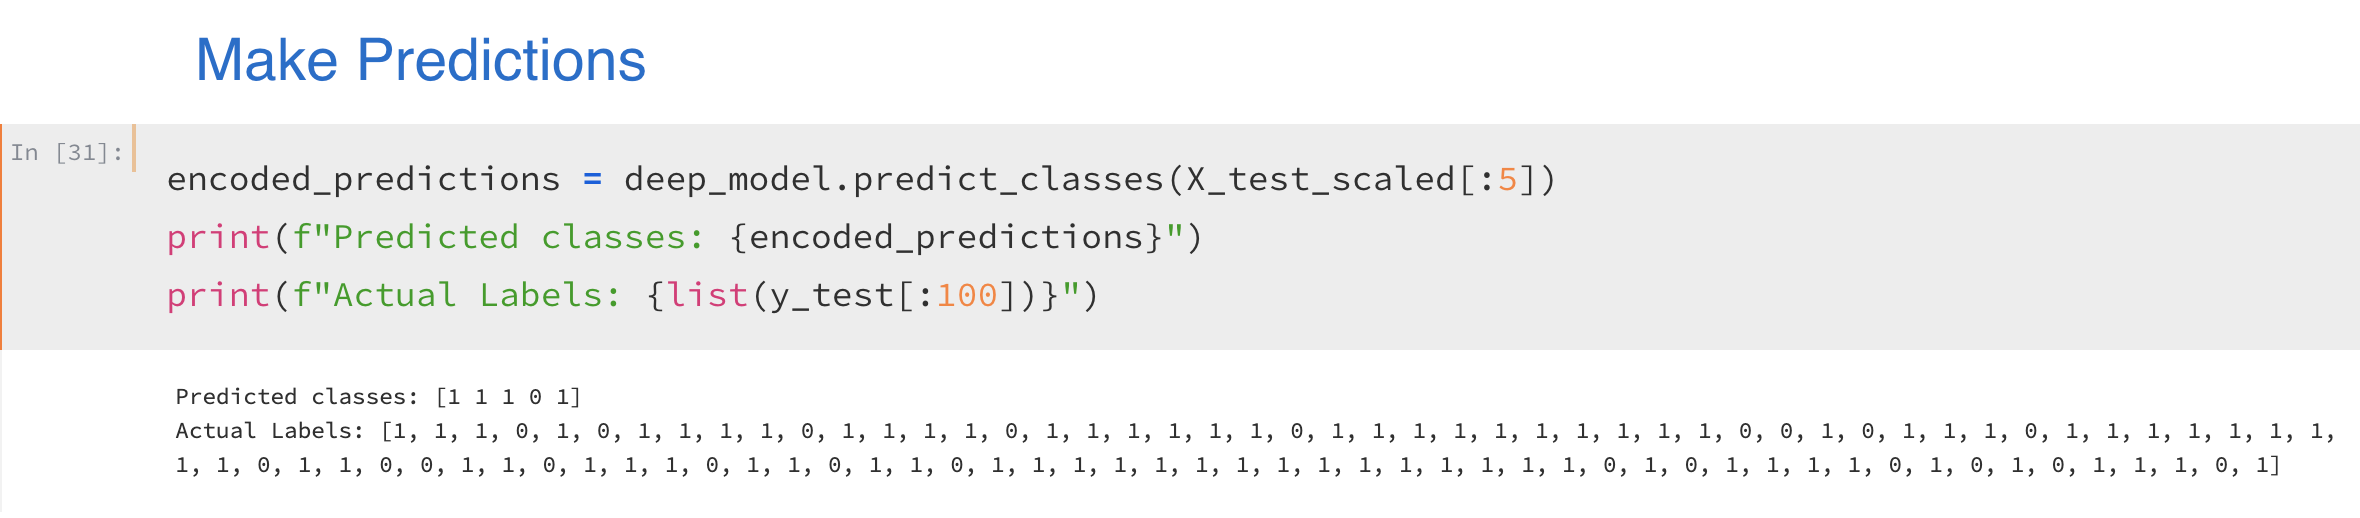 Make Predictions
In [31]:
encoded_predictions = deep_model.predict_classes(X_test_scaled[:5])
print(f"Predicted classes: {encoded_predictions}")
print(f"Actual Labels: {list(y_test[:100])}")
Predicted classes: [1 1 1 0 1]
Actual Labels: [1, 1, 1, 0, 1, 0, 1, 1, 1, 1, 0, 1, 1, 1, 1, 0, 1, 1, 1, 1, 1, 1, 0, 1, 1, 1, 1, 1, 1, 1, 1, 1, 1, 0, 0, 1, 0, 1, 1, 1, 0, 1, 1, 1, 1, 1, 1, 1,
1, 1, 0, 1, 1, 0, 0, 1, 1, 0, 1, 1, 1, 0, 1, 1, 0, 1, 1, 0, 1, 1, 1, 1, 1, 1, 1, 1, 1, 1, 1, 1, 1, 1, 1, 0, 1, 0, 1, 1, 1, 1, 0, 1, 0, 1, 0, 1, 1, 1, 0, 1]